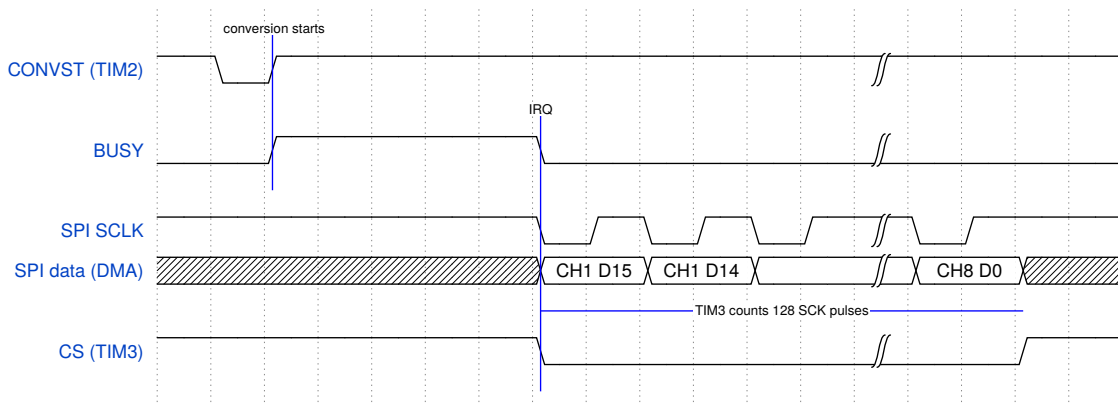 conversion starts
CONVST (TIM2)
IRQ
BUSY
SPI SCLK
SPI data (DMA)
CH1 D15
CH1 D14
CH8 D0
TIM3 counts 128 SCK pulses
CS (TIM3)